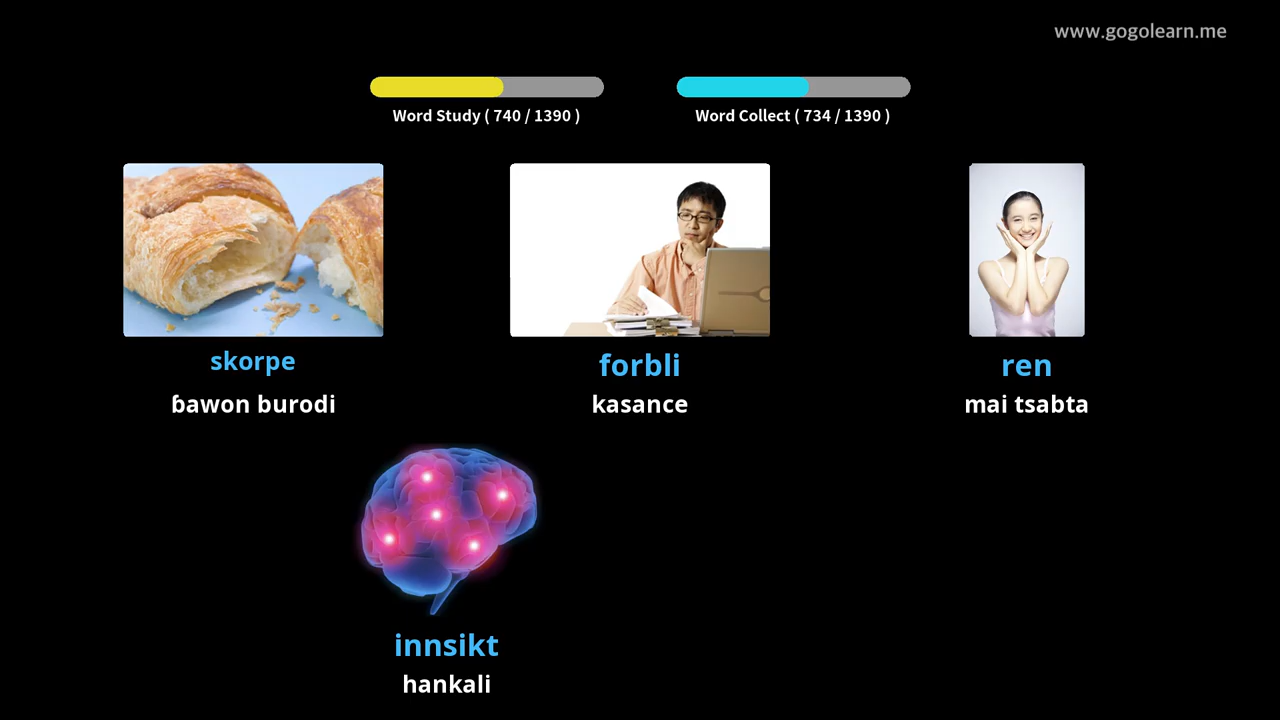 www.gogolearn.me
Word Study ( 740 / 1390 )
Word Collect ( 734 / 1390 )
skorpe
ɓawon burodi
forbli
kasance
ren
mai tsabta
innsikt
hankali